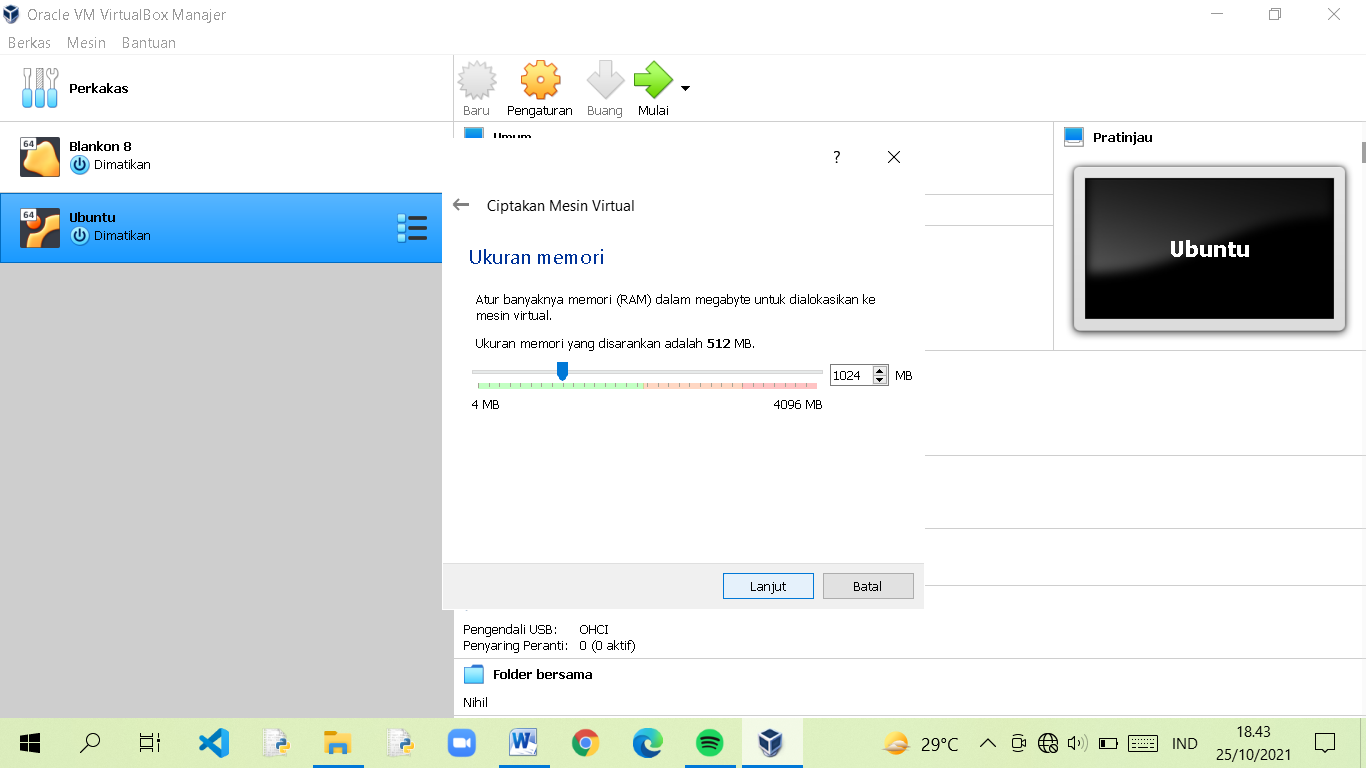 Oracle VM VirtualBox Manajer
Berkas Mesin Bantuan
Perkakas
Baru Pengaturan Buang Mulai
64
Blankon 8
Dimatikan
64
Ubuntu
Dimatikan
Umum
Pratinjau
Ubuntu
?
Ciptakan Mesin Virtual
Ukuran memori
Atur banyaknya memori (RAM) dalam megabyte untuk dialokasikan ke
mesin virtual.
Ukuran memori yang disarankan adalah 512 MB.
1024 MB
4 MB 4096 MB
Lanjut Batal
Pengendali USB: OHCI
Penyaring Peranti: 0 (0 aktif)
Folder bersama
Nihil
W
29°C
IND
18.43
25/10/2021